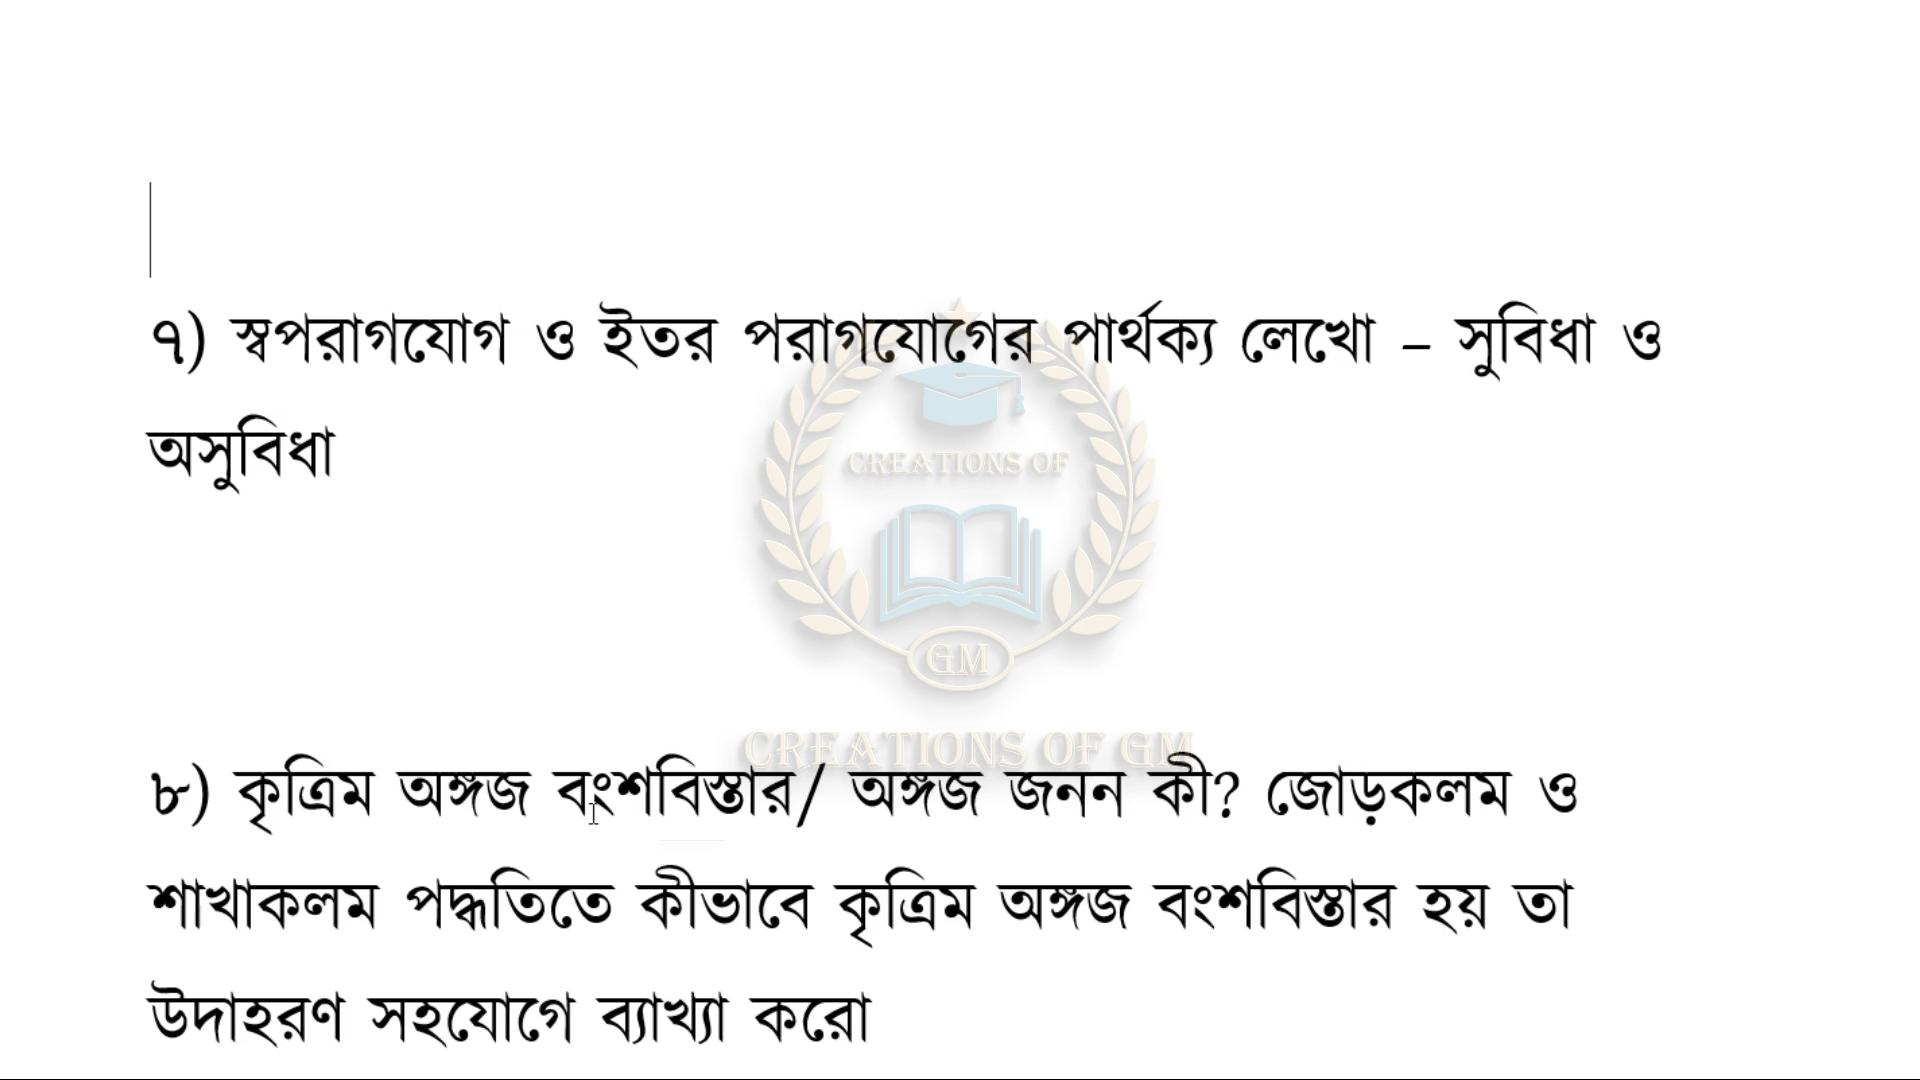 ৭) স্বপরাগযোগ ও ইতর পরাগযোগের পার্থক্য লেখো – সুবিধা ও
অসুবিধা
CREATIONS OF
GM
CREATIONS OF GM
৮) কৃত্রিম অঙ্গজ বংশবিস্তার/ অঙ্গজ জনন কী? জোড়কলম ও
শাখাকলম পদ্ধতিতে কীভাবে কৃত্রিম অঙ্গজ বংশবিস্তার হয় তা
উদাহরণ সহযোগে ব্যাখ্যা করো